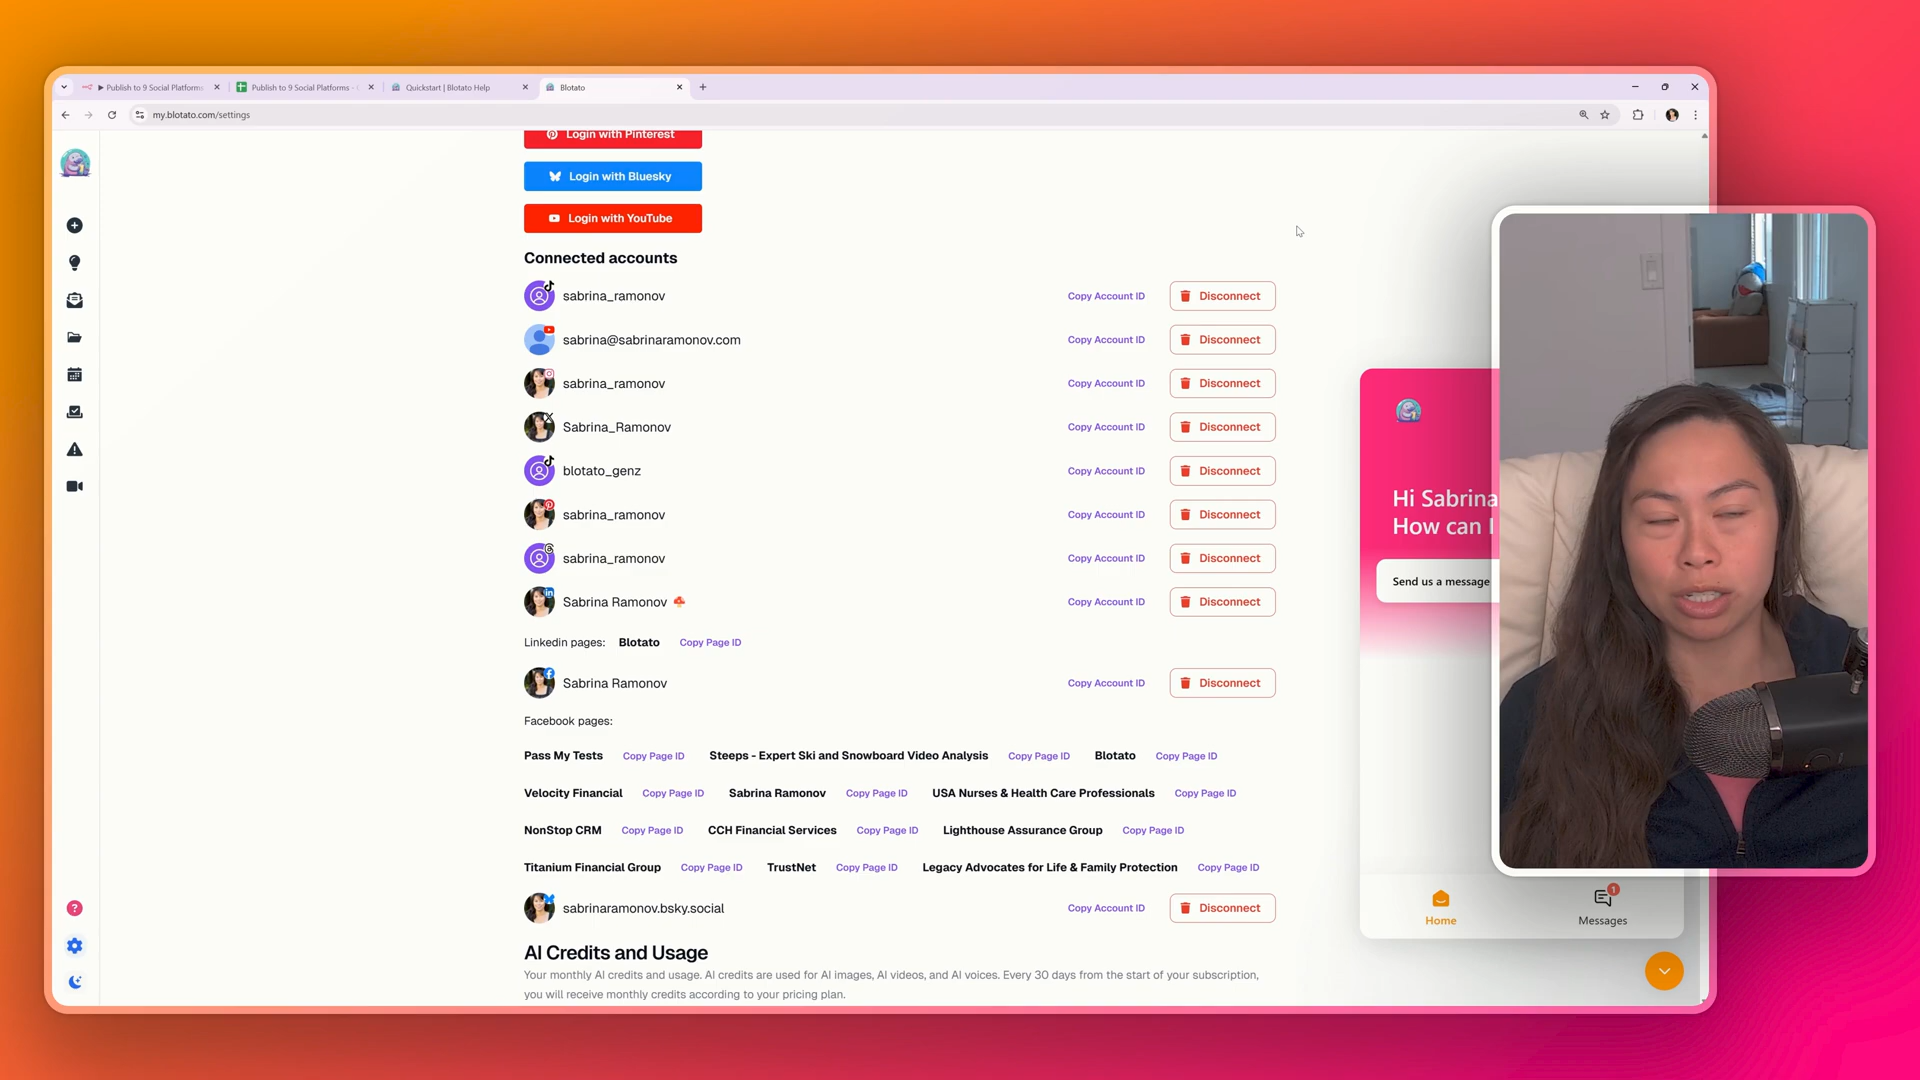 Publish to 9 Social Platforms
Publish to 9 Social Platforms -
Quickstart | Blotato Help
Blotato
my.blotato.com/settings
Login with Pinterest
Login with Bluesky
Login with YouTube
Connected accounts
sabrina_ramonov Copy Account ID Disconnect
sabrina@sabrinaramonov.com Copy Account ID Disconnect
sabrina_ramonov Copy Account ID Disconnect
Sabrina_Ramonov Copy Account ID Disconnect
blotato_genz Copy Account ID Disconnect
sabrina_ramonov Copy Account ID Disconnect
sabrina_ramonov Copy Account ID Disconnect
Sabrina Ramonov Copy Account ID Disconnect
Linkedin pages: Blotato Copy Page ID
Sabrina Ramonov Copy Account ID Disconnect
Facebook pages:
Pass My Tests Copy Page ID Steeps - Expert Ski and Snowboard Video Analysis Copy Page ID Blotato Copy Page ID
Velocity Financial Copy Page ID Sabrina Ramonov Copy Page ID USA Nurses & Health Care Professionals Copy Page ID
NonStop CRM Copy Page ID CCH Financial Services Copy Page ID Lighthouse Assurance Group Copy Page ID
Titanium Financial Group Copy Page ID TrustNet Copy Page ID Legacy Advocates for Life & Family Protection Copy Page ID
sabrinaramonov.bsky.social Copy Account ID Disconnect
AI Credits and Usage
Your monthly AI credits and usage. AI credits are used for AI images, AI videos, and AI voices. Every 30 days from the start of your subscription,
you will receive monthly credits according to your pricing plan.
Hi Sabrina
How can I
Send us a message
1
Home
Messages